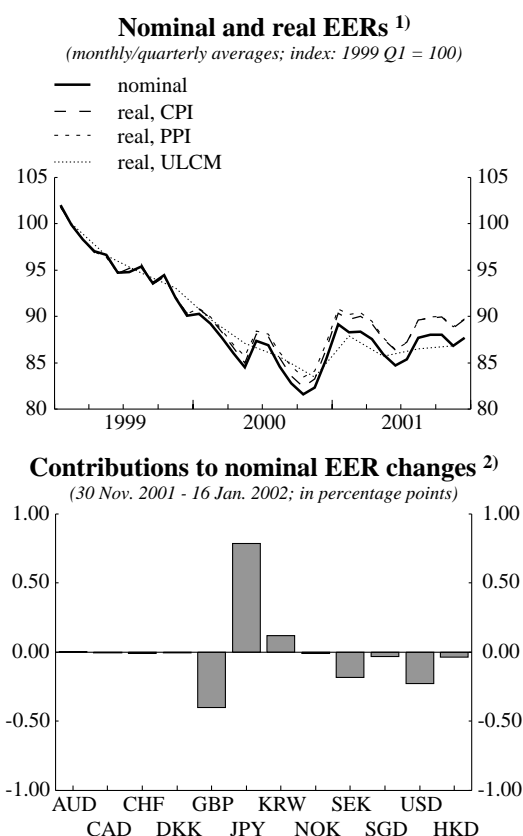 Nominal and real EERs 1)
(monthly/quarterly averages; index: 1999 Q1 = 100)
nominal
real, CPI
real, PPI
real, ULCM
105 105
100 100
95 95
90 90
85 85
80 80
1999 2000 2001
Contributions to nominal EER changes 2)
(30 Nov. 2001 - 16 Jan. 2002; in percentage points)
1.00 1.00
0.50 0.50
0.00 0.00
-0.50 -0.50
-1.00 -1.00
AUD CHF GBP KRW SEK USD
CAD DKK JPY NOK SGD HKD